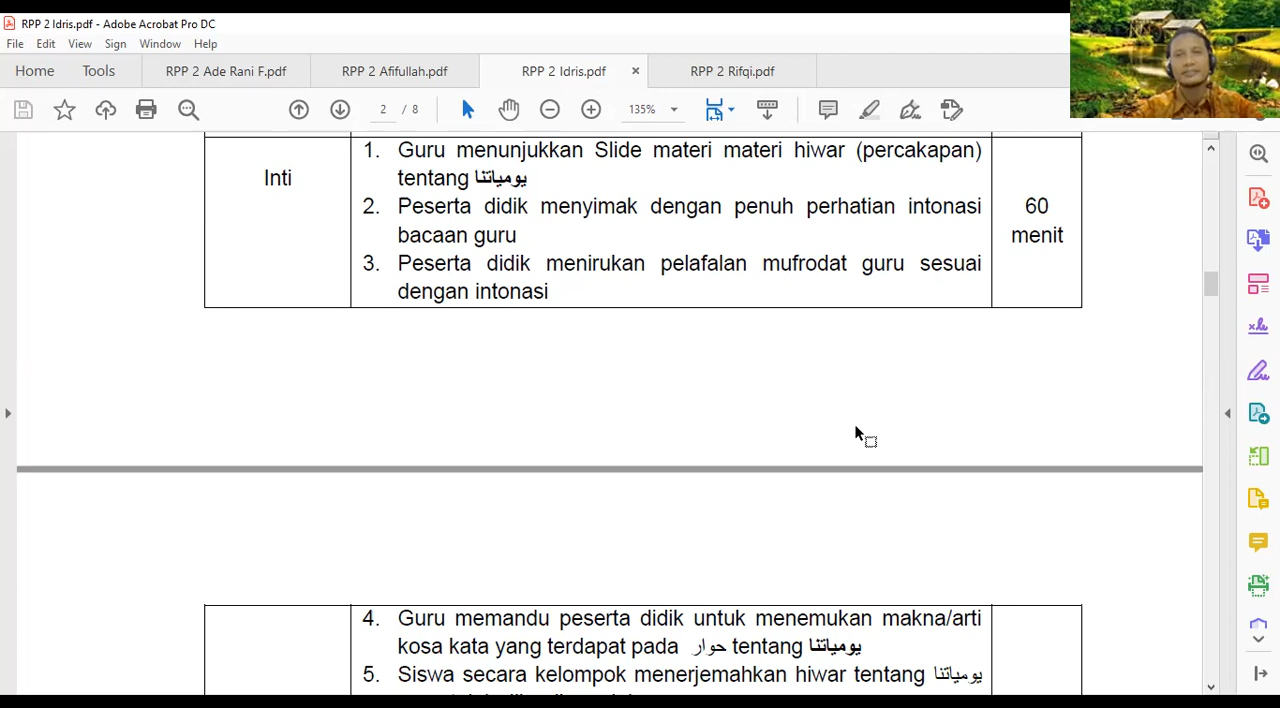 RPP 2 Idris.pdf - Adobe Acrobat Pro DC
File Edit View Sign Window Help
Home Tools RPP 2 Ade Rani F.pdf RPP 2 Afifullah.pdf RPP 2 Idris.pdf × RPP 2 Rifqi.pdf
2 / 8 135%
1. Guru menunjukkan Slide materi materi hiwar (percakapan)
Inti tentang يومياتنا
2. Peserta didik menyimak dengan penuh perhatian intonasi 60
bacaan guru menit
3. Peserta didik menirukan pelafalan mufrodat guru sesuai
dengan intonasi
4. Guru memandu peserta didik untuk menemukan makna/arti
kosa kata yang terdapat pada حوار tentang يومياتنا
5. Siswa secara kelompok menerjemahkan hiwar tentang يومياتنا